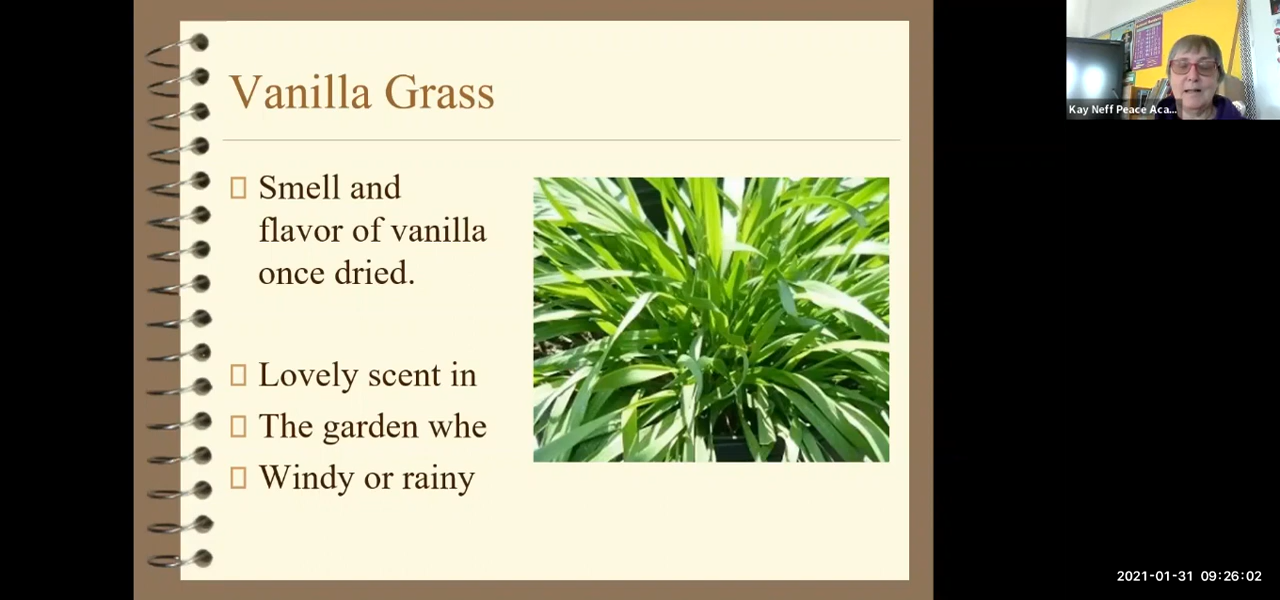 Vanilla Grass
Smell and
flavor of vanilla
once dried.
Lovely scent in
The garden whe
Windy or rainy
Kay Neff Peace Aca...
2021-01-31 09:26:02